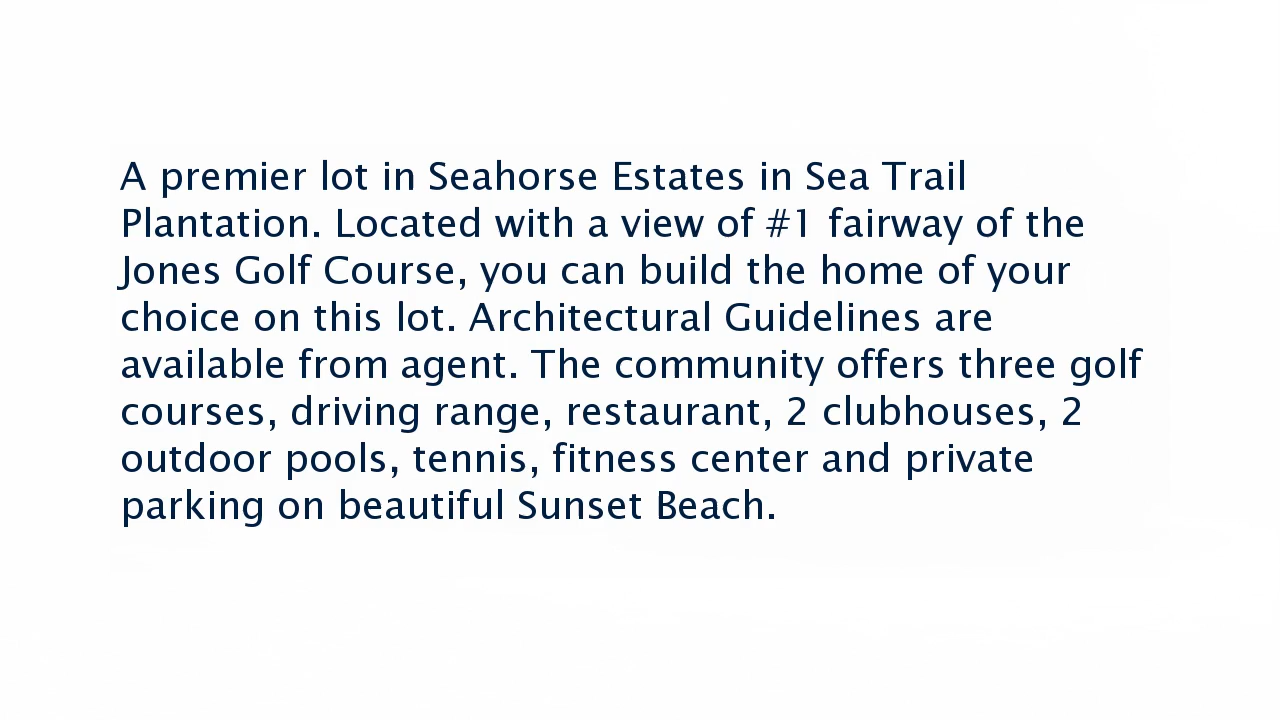 A premier lot in Seahorse Estates in Sea Trail
Plantation. Located with a view of #1 fairway of the
Jones Golf Course, you can build the home of your
choice on this lot. Architectural Guidelines are
available from agent. The community offers three golf
courses, driving range, restaurant, 2 clubhouses, 2
outdoor pools, tennis, fitness center and private
parking on beautiful Sunset Beach.